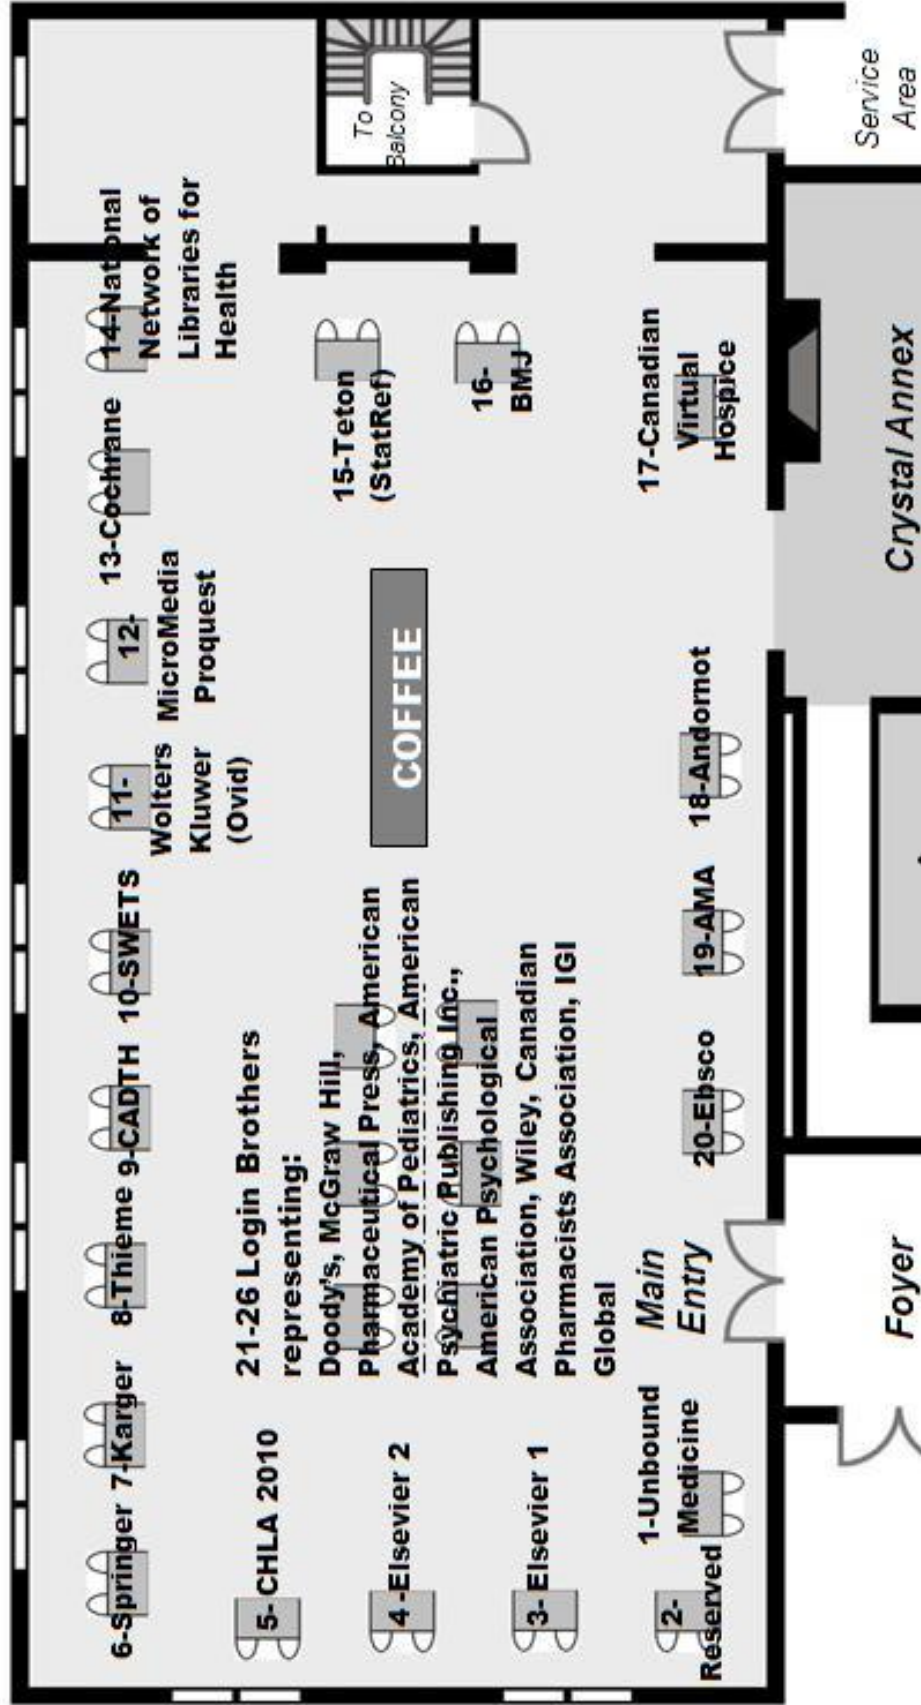 6-Springer
7-Karger
8-Thieme
9-CADTH
10-SWETS
11-
Wolters
Kluwer
(Ovid)
12-
MicroMedia
Proquest
13-Cochrane
14-National
Network of
Libraries for
Health
To
Balcony
5- CHLA 2010
21-26 Login Brothers
representing:
Doody's, McGraw Hill,
Pharmaceutical Press, American
Academy of Pediatrics, American
Psychiatric Publishing Inc.,
American Psychological
Association, Wiley, Canadian
Pharmacists Association, IGI
Global
COFFEE
15-Teton
(StatRef)
16-
BMJ
4 -Elsevier 2
3- Elsevier 1
2-
Reserved
1-Unbound
Medicine
Main
Entry
20-Ebsco
19-AMA
18-Andornot
17-Canadian
Virtual
Hospice
Foyer
Crystal Annex
Service
Area